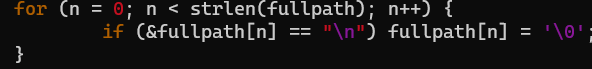 for (n = 0; n < strlen(fullpath); n++) {
if (&fullpath[n] == "\n") fullpath[n] = '\0';
}